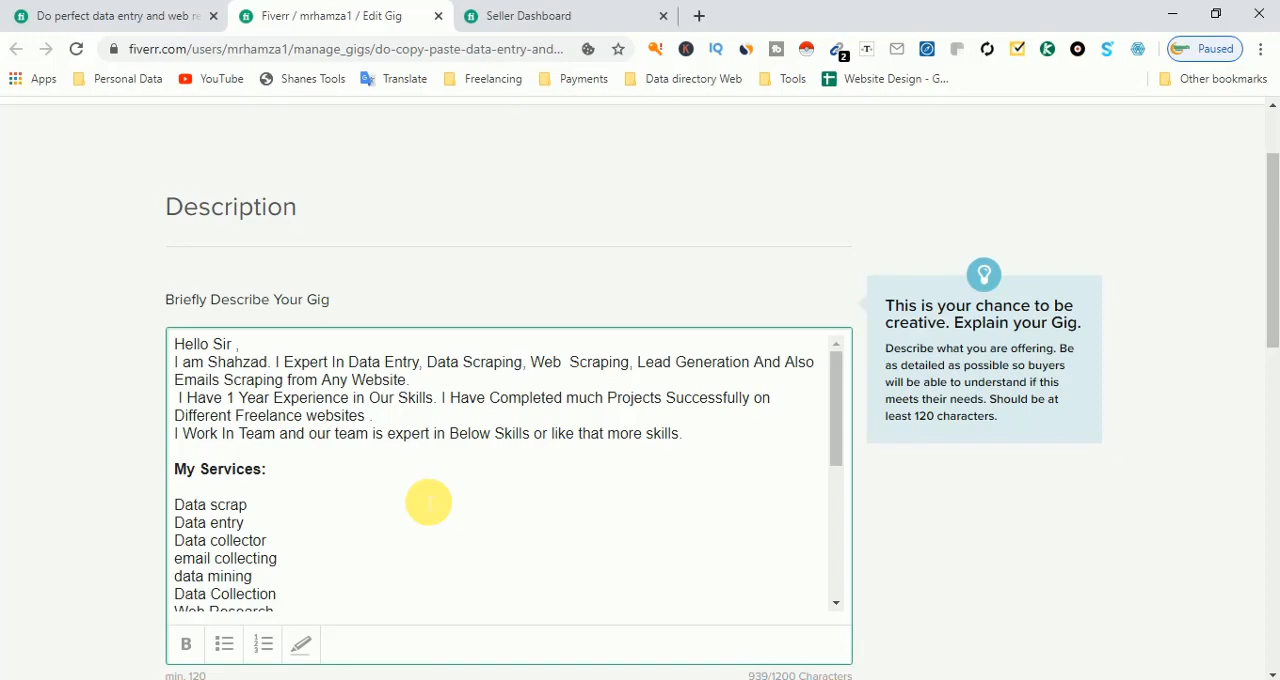 Do perfect data entry and web re
Fiverr / mrhamza1 / Edit Gig
Seller Dashboard
fiverr.com/users/mrhamza1/manage_gigs/do-copy-paste-data-entry-and...
2
Paused
Apps
Personal Data
YouTube
Shanes Tools
Translate
Freelancing
Payments
Data directory Web
Tools
Website Design - G...
Other bookmarks
Description
Briefly Describe Your Gig
Hello Sir ,
I am Shahzad. I Expert In Data Entry, Data Scraping, Web  Scraping, Lead Generation And Also
Emails Scraping from Any Website.
I Have 1 Year Experience in Our Skills. I Have Completed much Projects Successfully on
Different Freelance websites .
I Work In Team and our team is expert in Below Skills or like that more skills.
My Services:
Data scrap
Data entry
Data collector
email collecting
data mining
Data Collection
Web Research
B
min. 120
939/1200 Characters
This is your chance to be
creative. Explain your Gig.
Describe what you are offering. Be
as detailed as possible so buyers
will be able to understand if this
meets their needs. Should be at
least 120 characters.